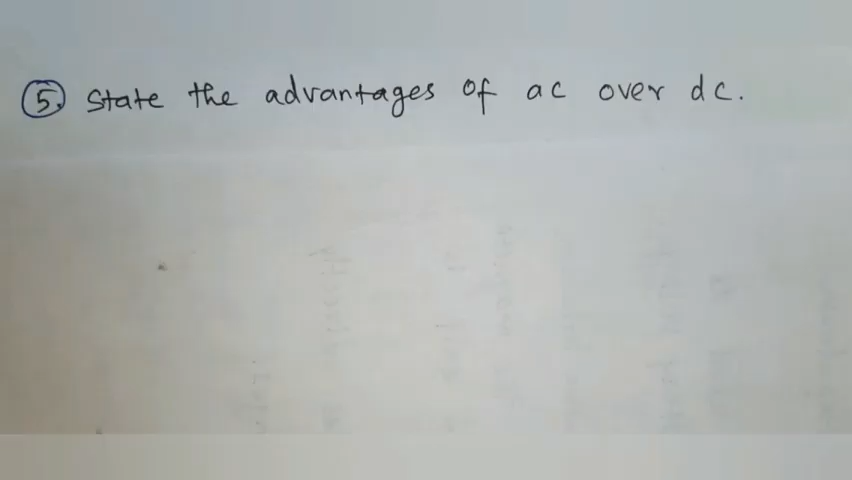 5. State the advantages of ac over dc.